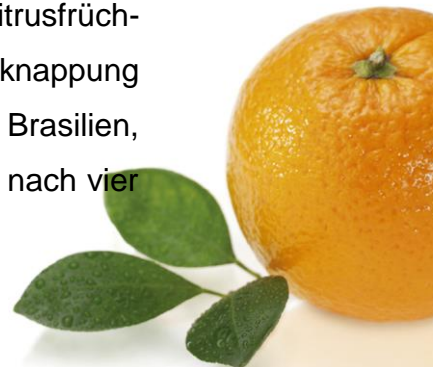 itrusfrüch-
knappung
Brasilien,
nach vier